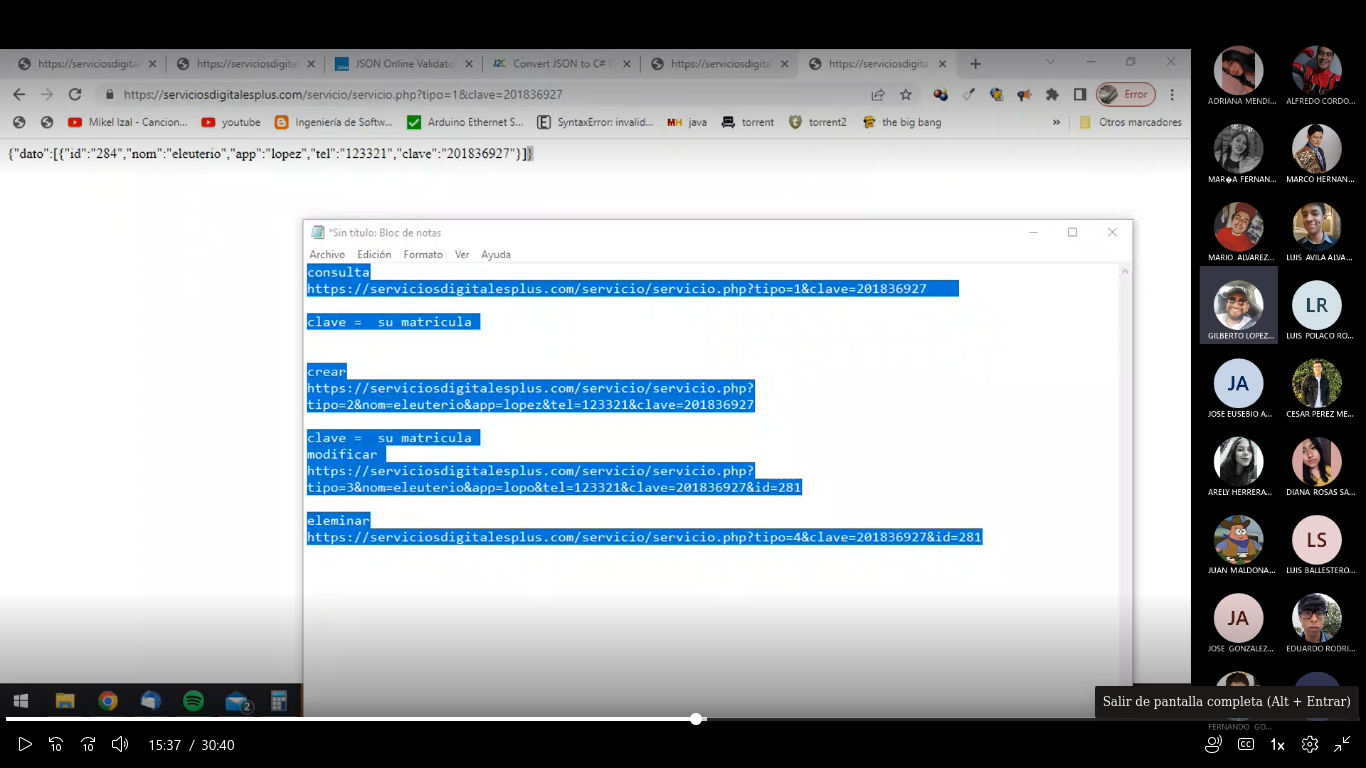 https://serviciosdigita
https://serviciosdigita
JSON Online Validato
Convert JSON to C#
https://serviciosdigita
https://serviciosdigita
https://serviciosdigitalesplus.com/servicio/servicio.php?tipo=1&clave=201836927
Error
Mikel Izal - Cancion...
youtube
Ingeniería de Softw...
Arduino Ethernet S...
SyntaxError: invalid...
MH java
torrent
torrent2
the big bang
»
Otros marcadores
{"dato":[{"id":"284","nom":"eleuterio","app":"lopez","tel":"123321","clave":"201836927"}]}
*Sin título: Bloc de notas
Archivo Edición Formato Ver Ayuda
consulta
https://serviciosdigitalesplus.com/servicio/servicio.php?tipo=1&clave=201836927
clave = su matricula
crear
https://serviciosdigitalesplus.com/servicio/servicio.php?
tipo=2&nom=eleuterio&app=lopez&tel=123321&clave=201836927
clave = su matricula
modificar
https://serviciosdigitalesplus.com/servicio/servicio.php?
tipo=3&nom=eleuterio&app=lopo&tel=123321&clave=201836927&id=281
eleminar
https://serviciosdigitalesplus.com/servicio/servicio.php?tipo=4&clave=201836927&id=281
ADRIANA MENDI...
ALFREDO CORDO...
MAR�A FERNAN...
MARCO HERNAN...
MARIO ALVAREZ...
LUIS AVILA ALVA...
GILBERTO LOPEZ...
LR
LUIS POLACO RO...
JA
JOSE EUSEBIO A...
CESAR PEREZ ME...
ARELY HERRERA...
DIANA ROSAS SA...
JUAN MALDONA...
LS
LUIS BALLESTERO...
JA
JOSE GONZALEZ...
EDUARDO RODRI...
Salir de pantalla completa (Alt + Entrar)
FERNANDO GO...
2
10
10
15:37 / 30:40
CC
1x